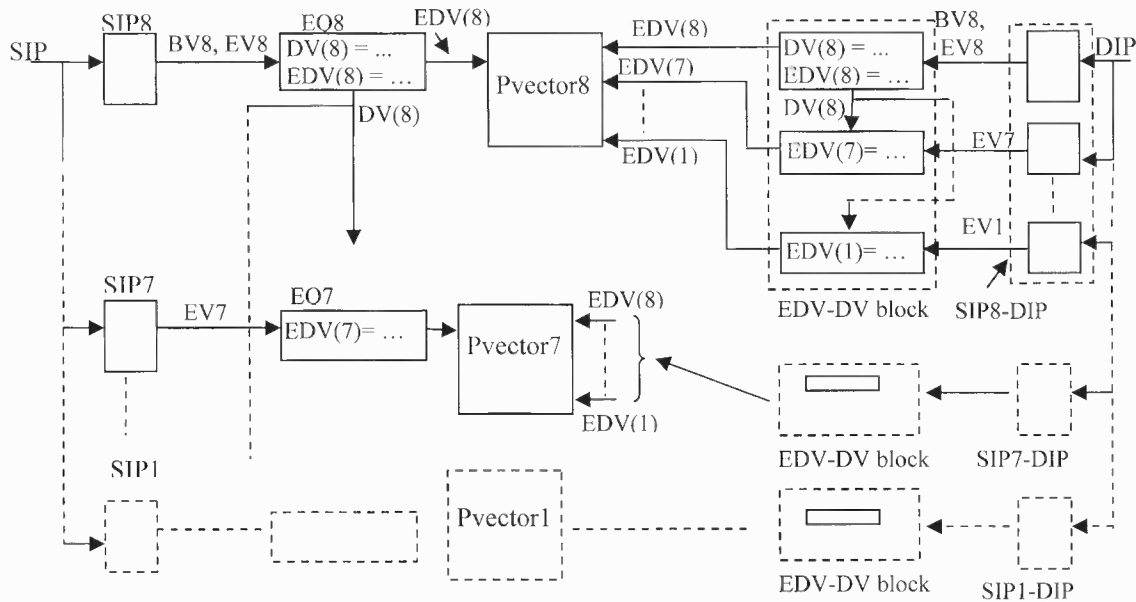 SIP
SIP8
BV8, EV8
EQ8
DV(8) = ...
EDV(8) = ...
EDV(8)
DV(8)
Pvector8
EDV(8)
EDV(7)
EDV(1)
DV(8) = ...
EDV(8) = ...
DV(8)
EDV(7)= ...
EDV(1)= ...
EDV-DV block
BV8,
EV8
EV7
EV1
DIP
SIP8-DIP
SIP7
EV7
EQ7
EDV(7)= ...
Pvector7
EDV(8)
EDV(1)
EDV-DV block
SIP7-DIP
SIP1
Pvector1
EDV-DV block
SIP1-DIP